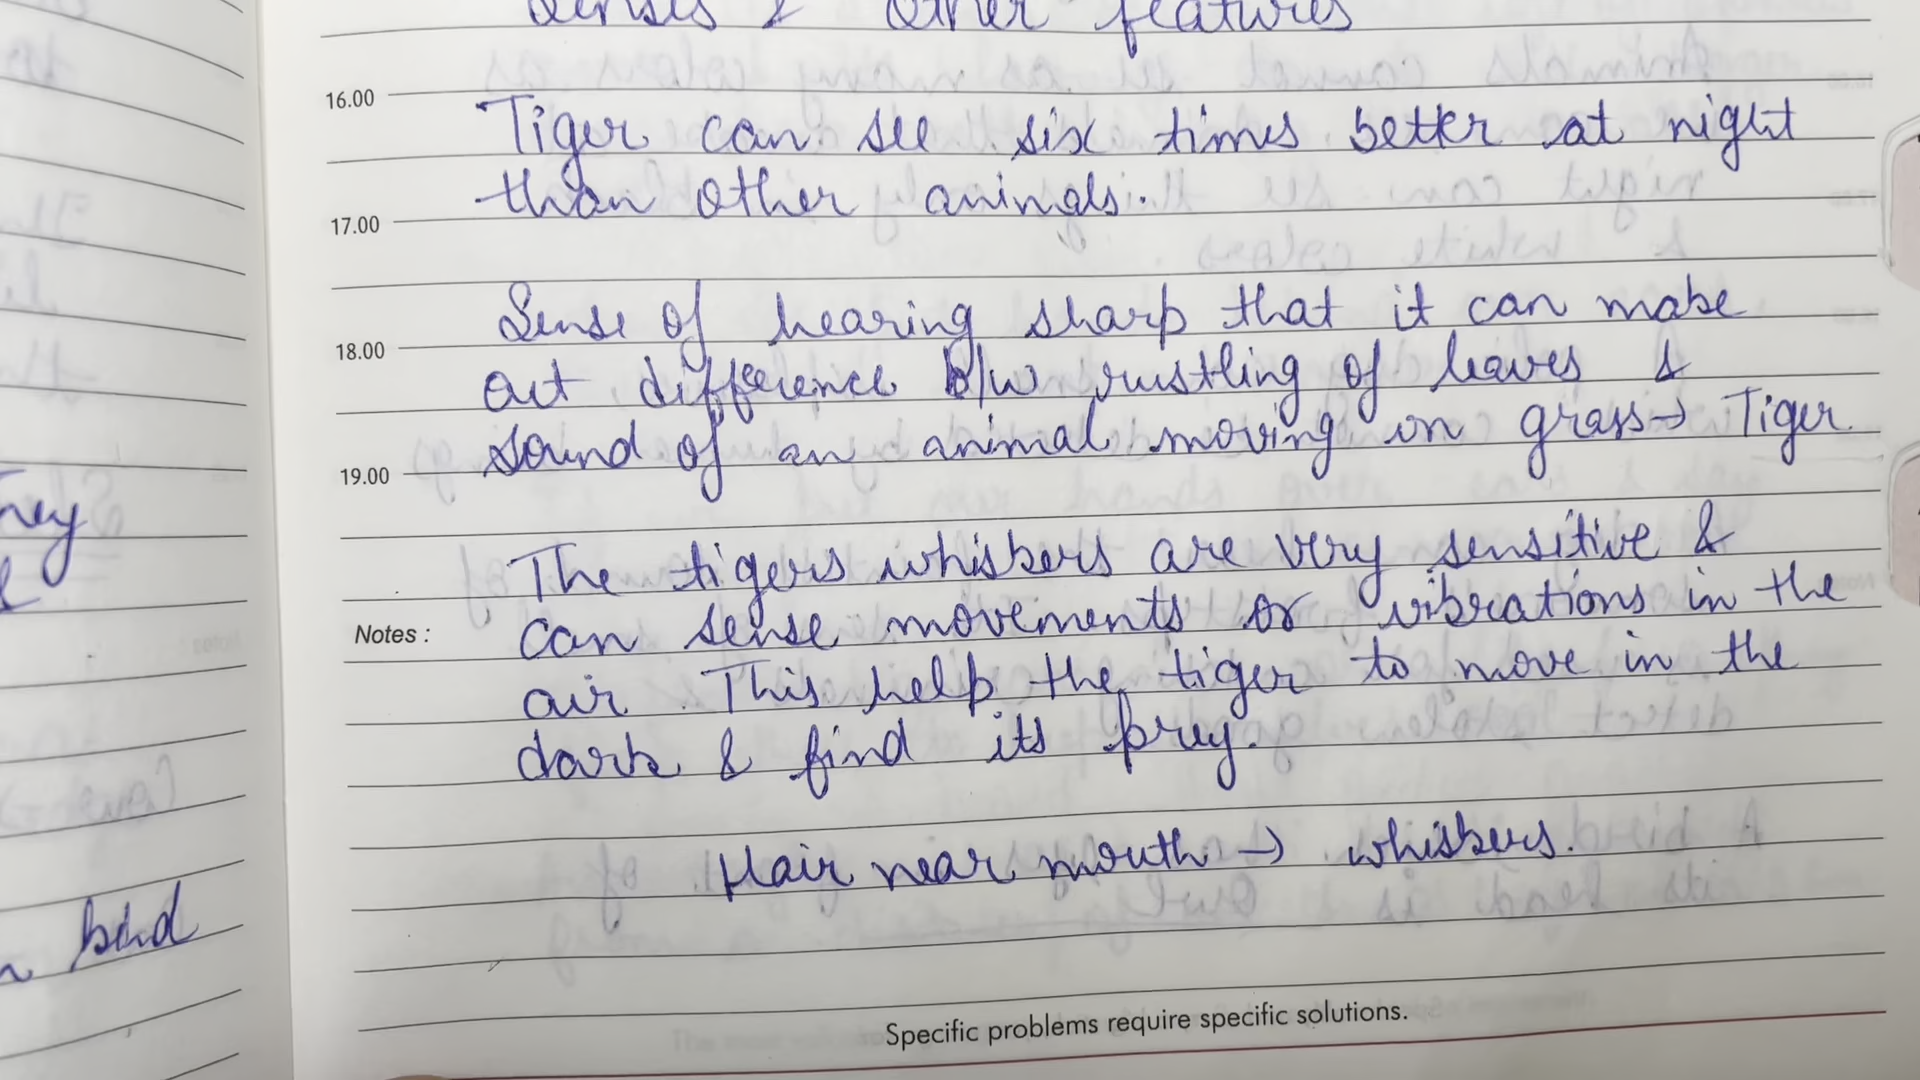 Senses & Other features
16.00
Tiger can see six times better at night
than other animals.
17.00
Sense of hearing sharp that it can make
18.00
out difference b/w rustling of leaves &
sound of an animal moving on grass → Tiger
19.00
The tigers whiskers are very sensitive &
Notes : can sense movements or vibrations in the
air. This help the tiger to move in the
dark & find its prey.
Hair near mouth → whiskers.
Specific problems require specific solutions.
hey
bird